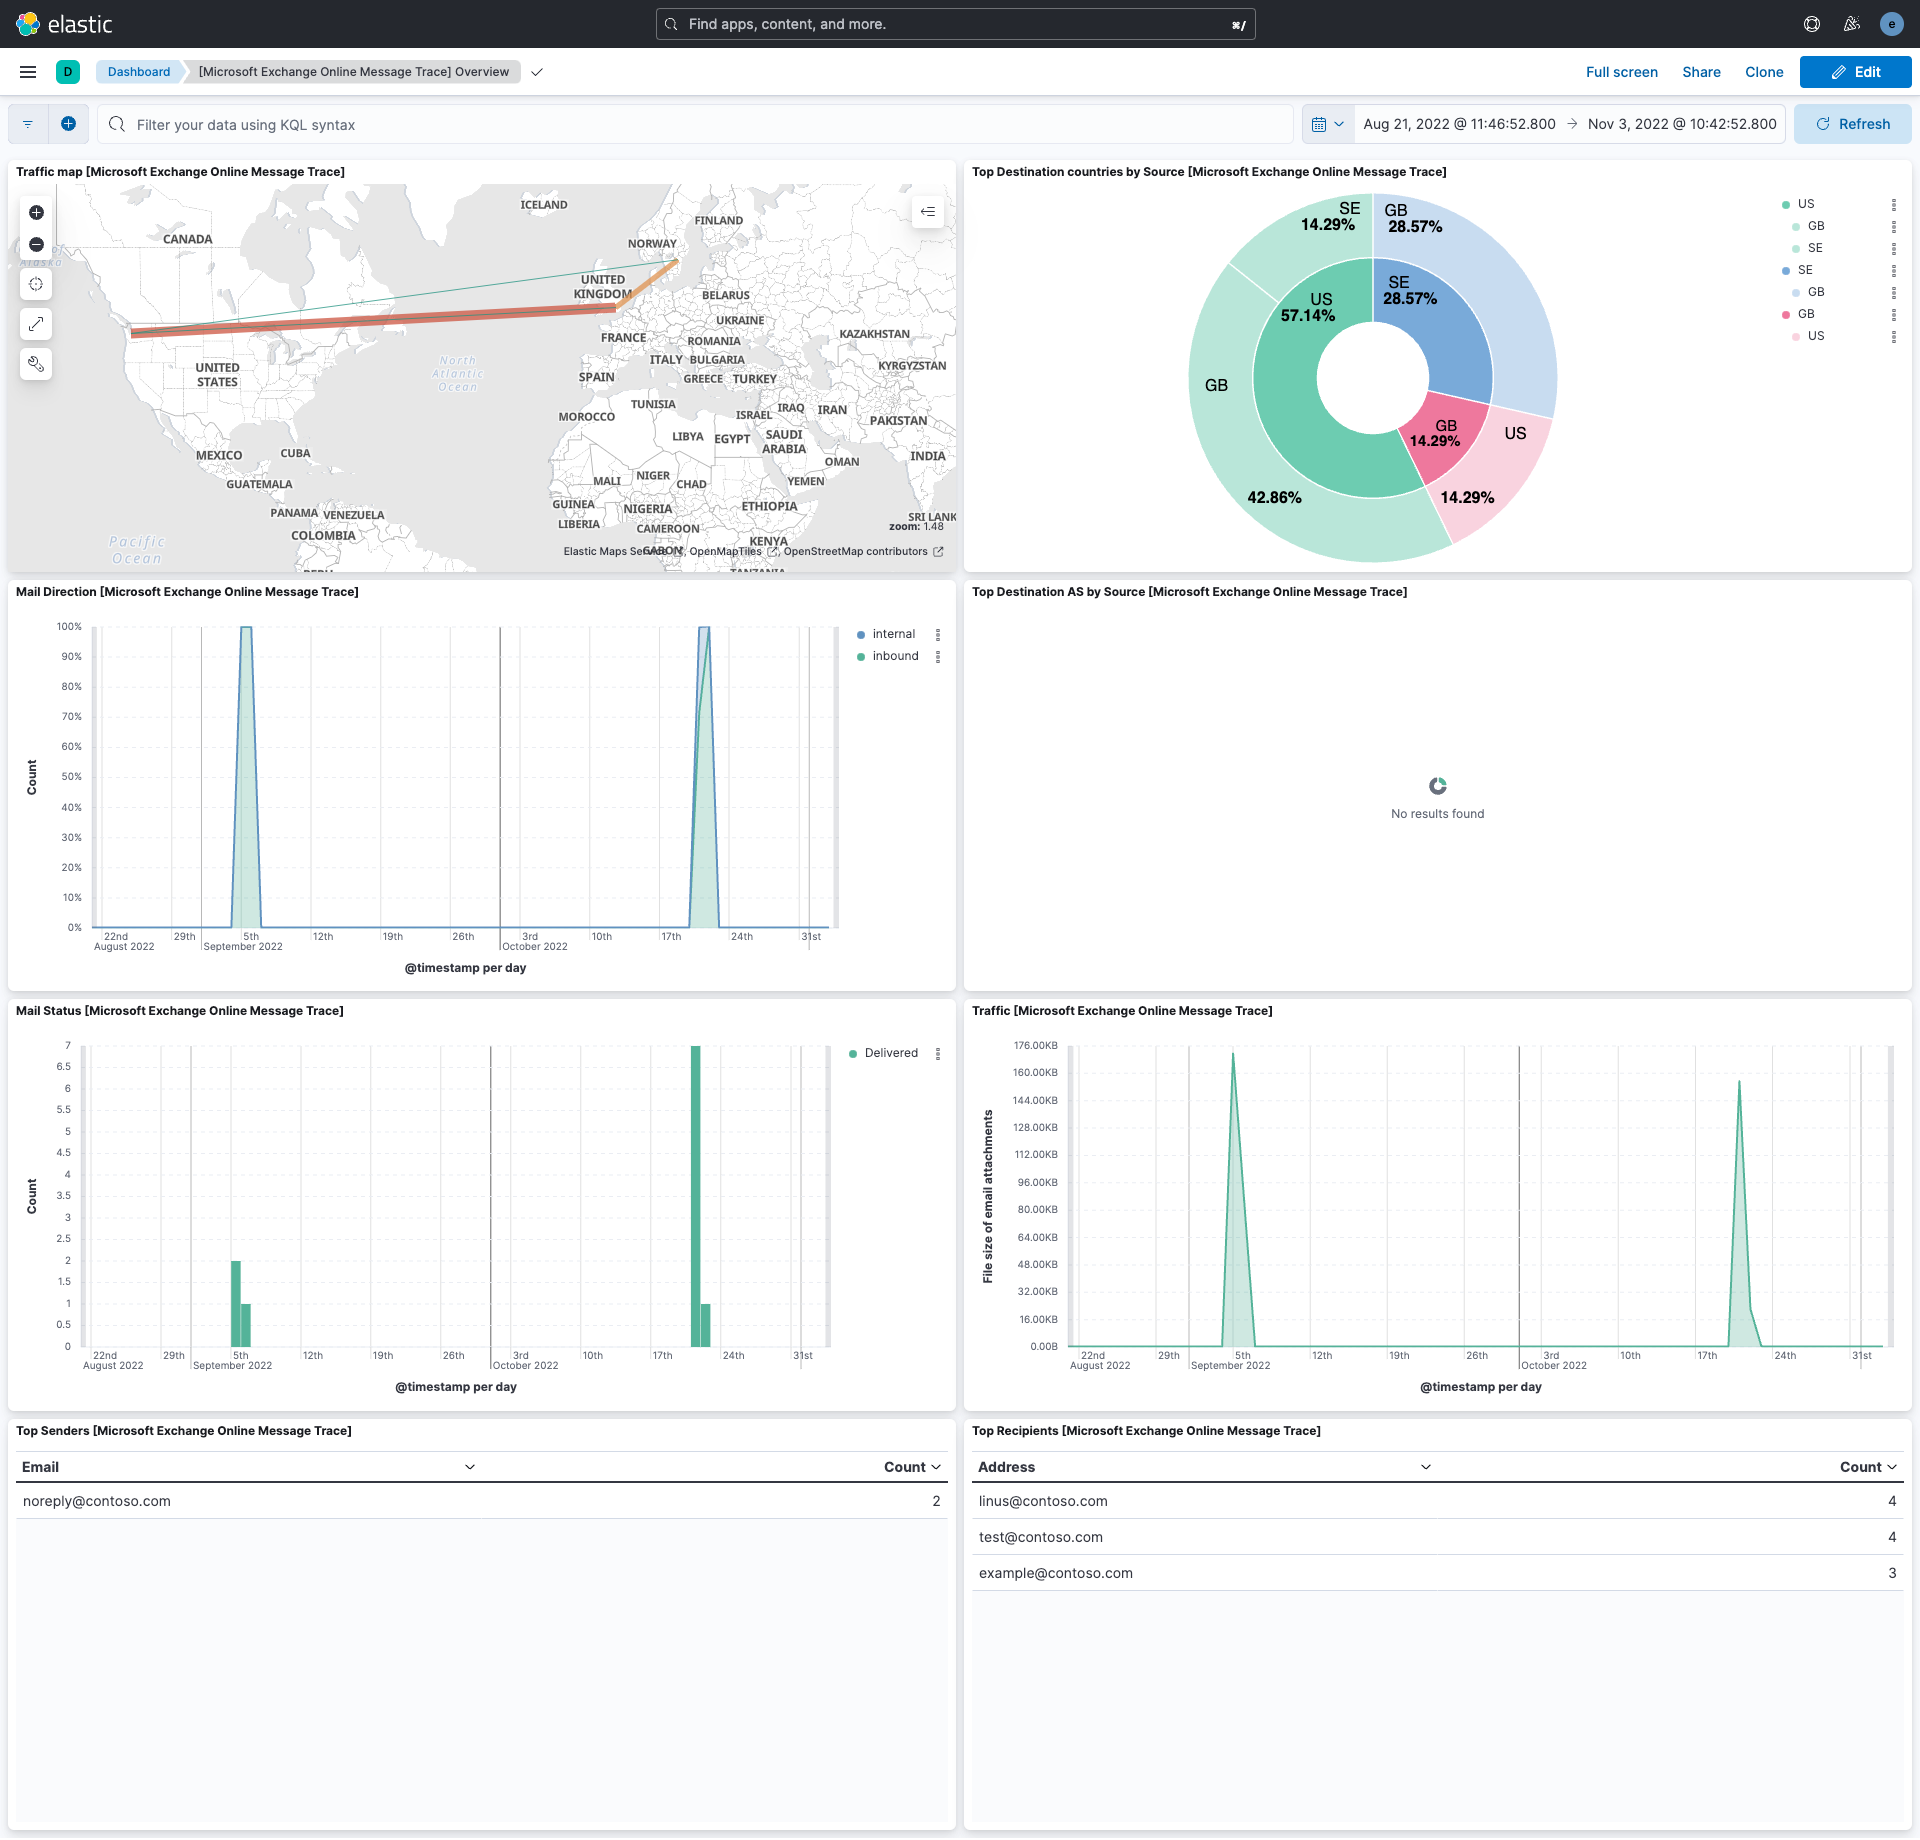 elastic
Find apps, content, and more.
⌘/
e
D
Dashboard
[Microsoft Exchange Online Message Trace] Overview
Full screen
Share
Clone
Edit
Filter your data using KQL syntax
Aug 21, 2022 @ 11:46:52.800 → Nov 3, 2022 @ 10:42:52.800
Refresh
Traffic map [Microsoft Exchange Online Message Trace]
ICELAND
FINLAND
CANADA
NORWAY
Alaska
UNITED
KINGDOM
BELARUS
UKRAINE
KAZAKHSTAN
FRANCE
ROMANIA
North
Atlantic
Ocean
ITALY
BULGARIA
KYRGYZSTAN
UNITED
STATES
SPAIN
GREECE
TURKEY
TUNISIA
MOROCCO
ISRAEL
IRAQ
IRAN
PAKISTAN
LIBYA
EGYPT
SAUDI
ARABIA
MEXICO
CUBA
OMAN
INDIA
GUATEMALA
MALI
NIGER
CHAD
YEMEN
PANAMA
VENEZUELA
GUINEA
NIGERIA
ETHIOPIA
LIBERIA
CAMEROON
SRI LANK
zoom: 1.48
COLOMBIA
Pacific
Ocean
KENYA
GABON
Elastic Maps Service, OpenMapTiles, OpenStreetMap contributors
PERU
TANZANIA
Top Destination countries by Source [Microsoft Exchange Online Message Trace]
SE
14.29%
GB
28.57%
US
57.14%
SE
28.57%
GB
GB
14.29%
US
42.86%
14.29%
US
GB
SE
SE
GB
GB
US
Mail Direction [Microsoft Exchange Online Message Trace]
100%
90%
80%
70%
60%
50%
40%
30%
20%
10%
0%
Count
22nd 29th 5th 12th 19th 26th 3rd 10th 17th 24th 31st
August 2022 September 2022 October 2022
@timestamp per day
internal
inbound
Top Destination AS by Source [Microsoft Exchange Online Message Trace]
No results found
Mail Status [Microsoft Exchange Online Message Trace]
7
6.5
6
5.5
5
4.5
4
3.5
3
2.5
2
1.5
1
0.5
0
Count
22nd 29th 5th 12th 19th 26th 3rd 10th 17th 24th 31st
August 2022 September 2022 October 2022
@timestamp per day
Delivered
Traffic [Microsoft Exchange Online Message Trace]
176.00KB
160.00KB
144.00KB
128.00KB
112.00KB
96.00KB
80.00KB
64.00KB
48.00KB
32.00KB
16.00KB
0.00B
File size of email attachments
22nd 29th 5th 12th 19th 26th 3rd 10th 17th 24th 31st
August 2022 September 2022 October 2022
@timestamp per day
Top Senders [Microsoft Exchange Online Message Trace]
Email Count
noreply@contoso.com 2
Top Recipients [Microsoft Exchange Online Message Trace]
Address Count
linus@contoso.com 4
test@contoso.com 4
example@contoso.com 3